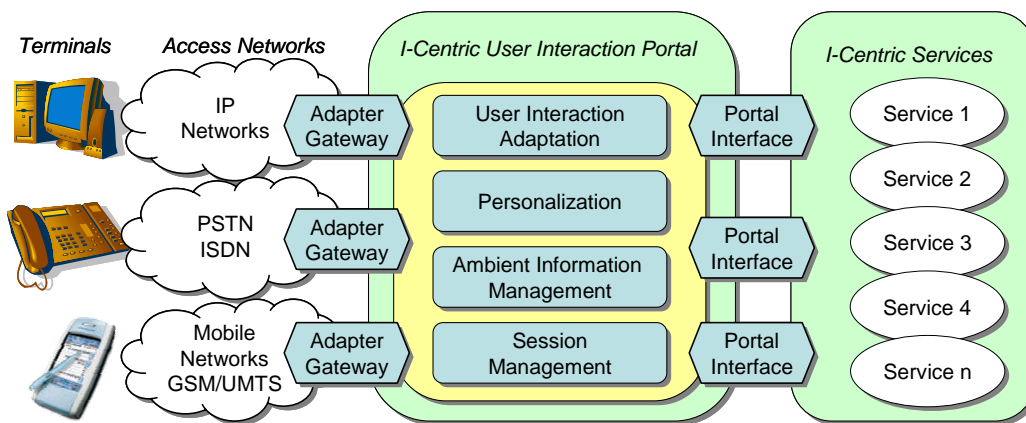 Terminals
Access Networks
I-Centric User Interaction Portal
I-Centric Services
IP
Networks
Adapter
Gateway
User Interaction
Adaptation
Portal
Interface
Service 1
Service 2
PSTN
ISDN
Adapter
Gateway
Personalization
Portal
Interface
Service 3
Ambient Information
Management
Mobile
Networks
GSM/UMTS
Adapter
Gateway
Session
Management
Portal
Interface
Service 4
Service n